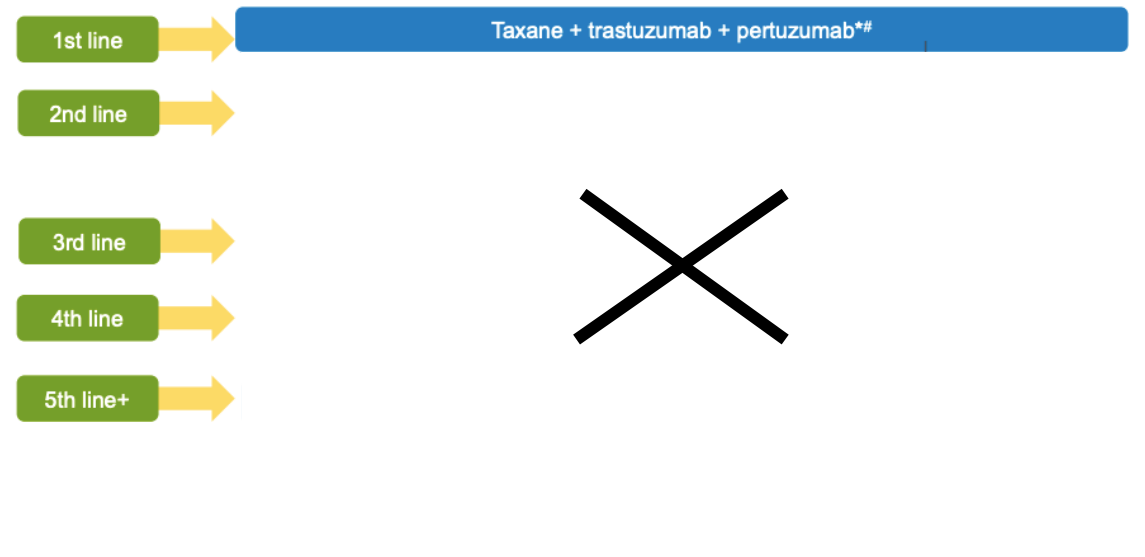 1st line
Taxane + trastuzumab + pertuzumab*#
2nd line
3rd line
4th line
5th line+